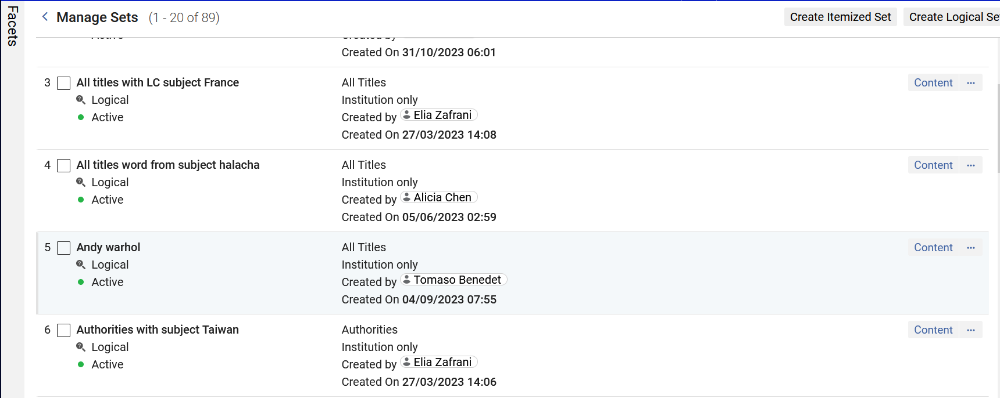 Facets
Manage Sets (1 - 20 of 89)
Create Itemized Set
Create Logical Se
Created by
Created On 31/10/2023 06:01
3 All titles with LC subject France
Logical
Active
All Titles
Institution only
Created by Elia Zafrani
Created On 27/03/2023 14:08
Content ...
4 All titles word from subject halacha
Logical
Active
All Titles
Institution only
Created by Alicia Chen
Created On 05/06/2023 02:59
Content ...
5 Andy warhol
Logical
Active
All Titles
Institution only
Created by Tomaso Benedet
Created On 04/09/2023 07:55
Content ...
6 Authorities with subject Taiwan
Logical
Active
Authorities
Institution only
Created by Elia Zafrani
Created On 27/03/2023 14:06
Content ...